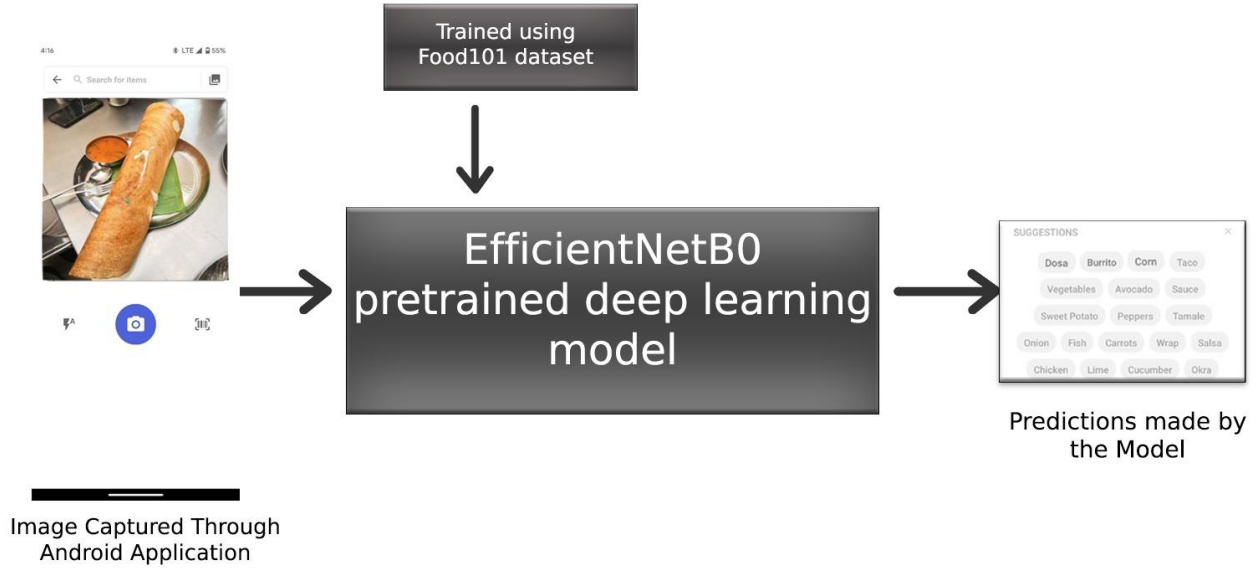 Trained using
Food101 dataset
4:16 LTE 55%
Search for items
EfficientNetB0
pretrained deep learning
model
SUGGESTIONS
Dosa Burrito Corn Taco
Vegetables Avocado Sauce
Sweet Potato Peppers Tamale
Onion Fish Carrots Wrap Salsa
Chicken Lime Cucumber Okra
Predictions made by
the Model
Image Captured Through
Android Application